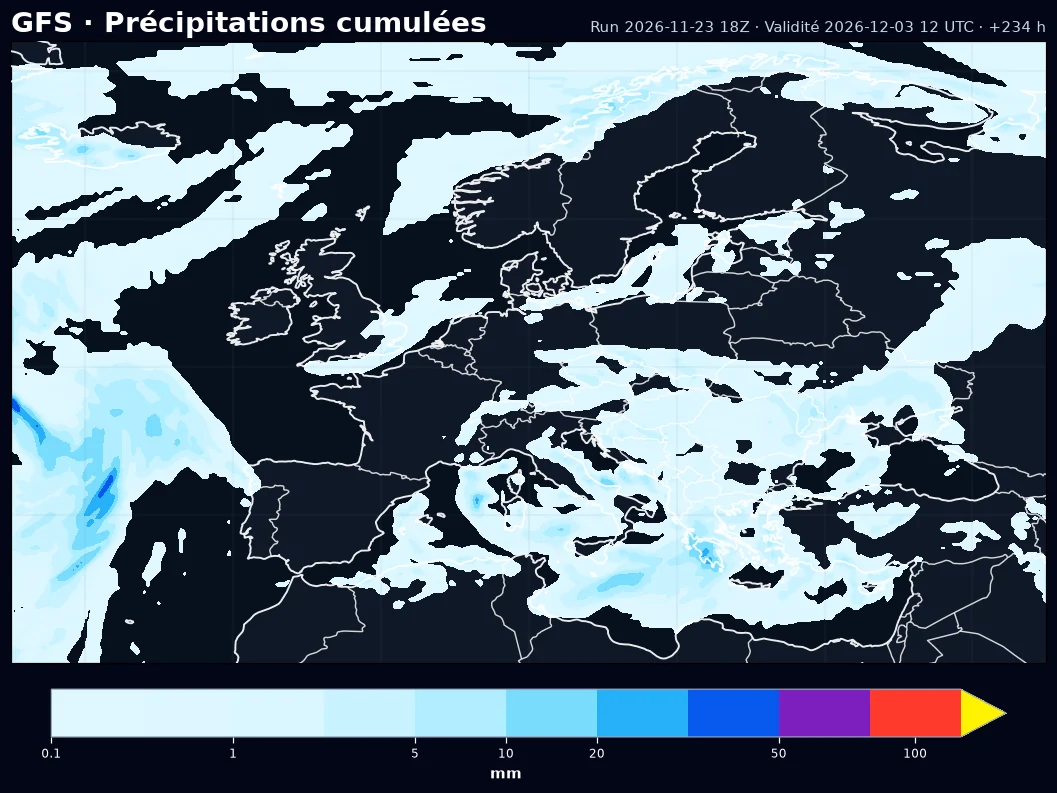 GFS · Précipitations cumulées
Run 2026-11-23 18Z · Validité 2026-12-03 12 UTC · +234 h
0.1 1 5 10 20 50 100
mm